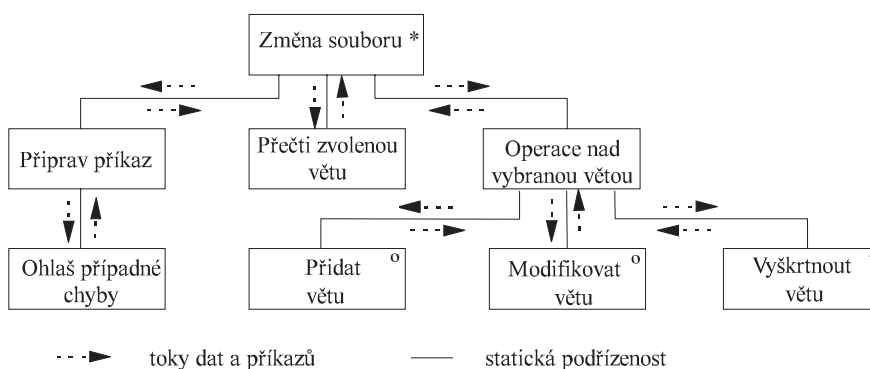 Změna souboru *
Připrav příkaz
Přečti zvolenou
větu
Operace nad
vybranou větou
Ohlaš případné
chyby
Přidat o
větu
Modifikovat o
větu
Vyškrtnout
větu
toky dat a příkazů
statická podřízenost